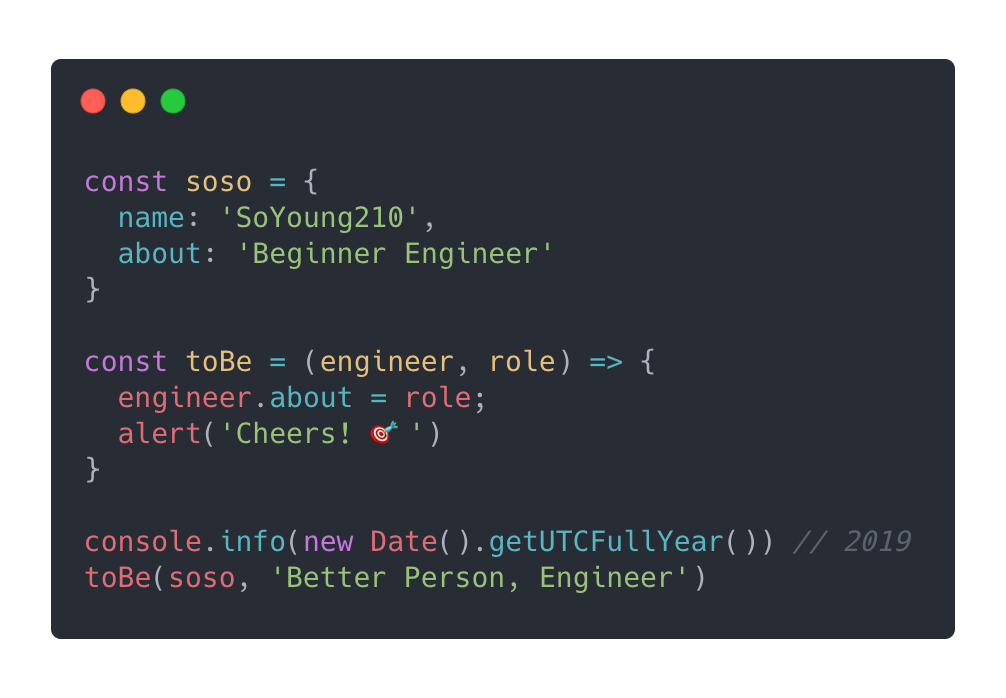 const soso = {
  name: 'SoYoung210',
  about: 'Beginner Engineer'
}
const toBe = (engineer, role) => {
  engineer.about = role;
  alert('Cheers! 🎯 ')
}
console.info(new Date().getUTCFullYear()) // 2019
toBe(soso, 'Better Person, Engineer')